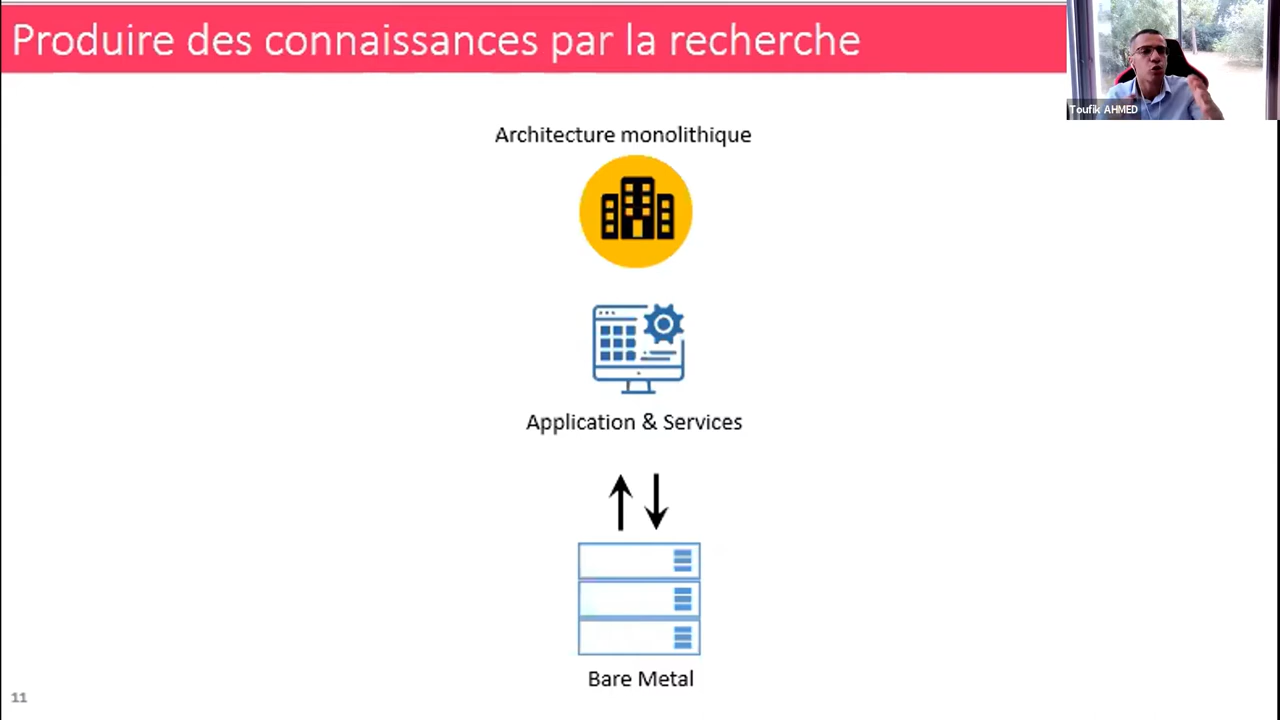 Produire des connaissances par la recherche
Toufik AHMED
Architecture monolithique
Application & Services
Bare Metal
11